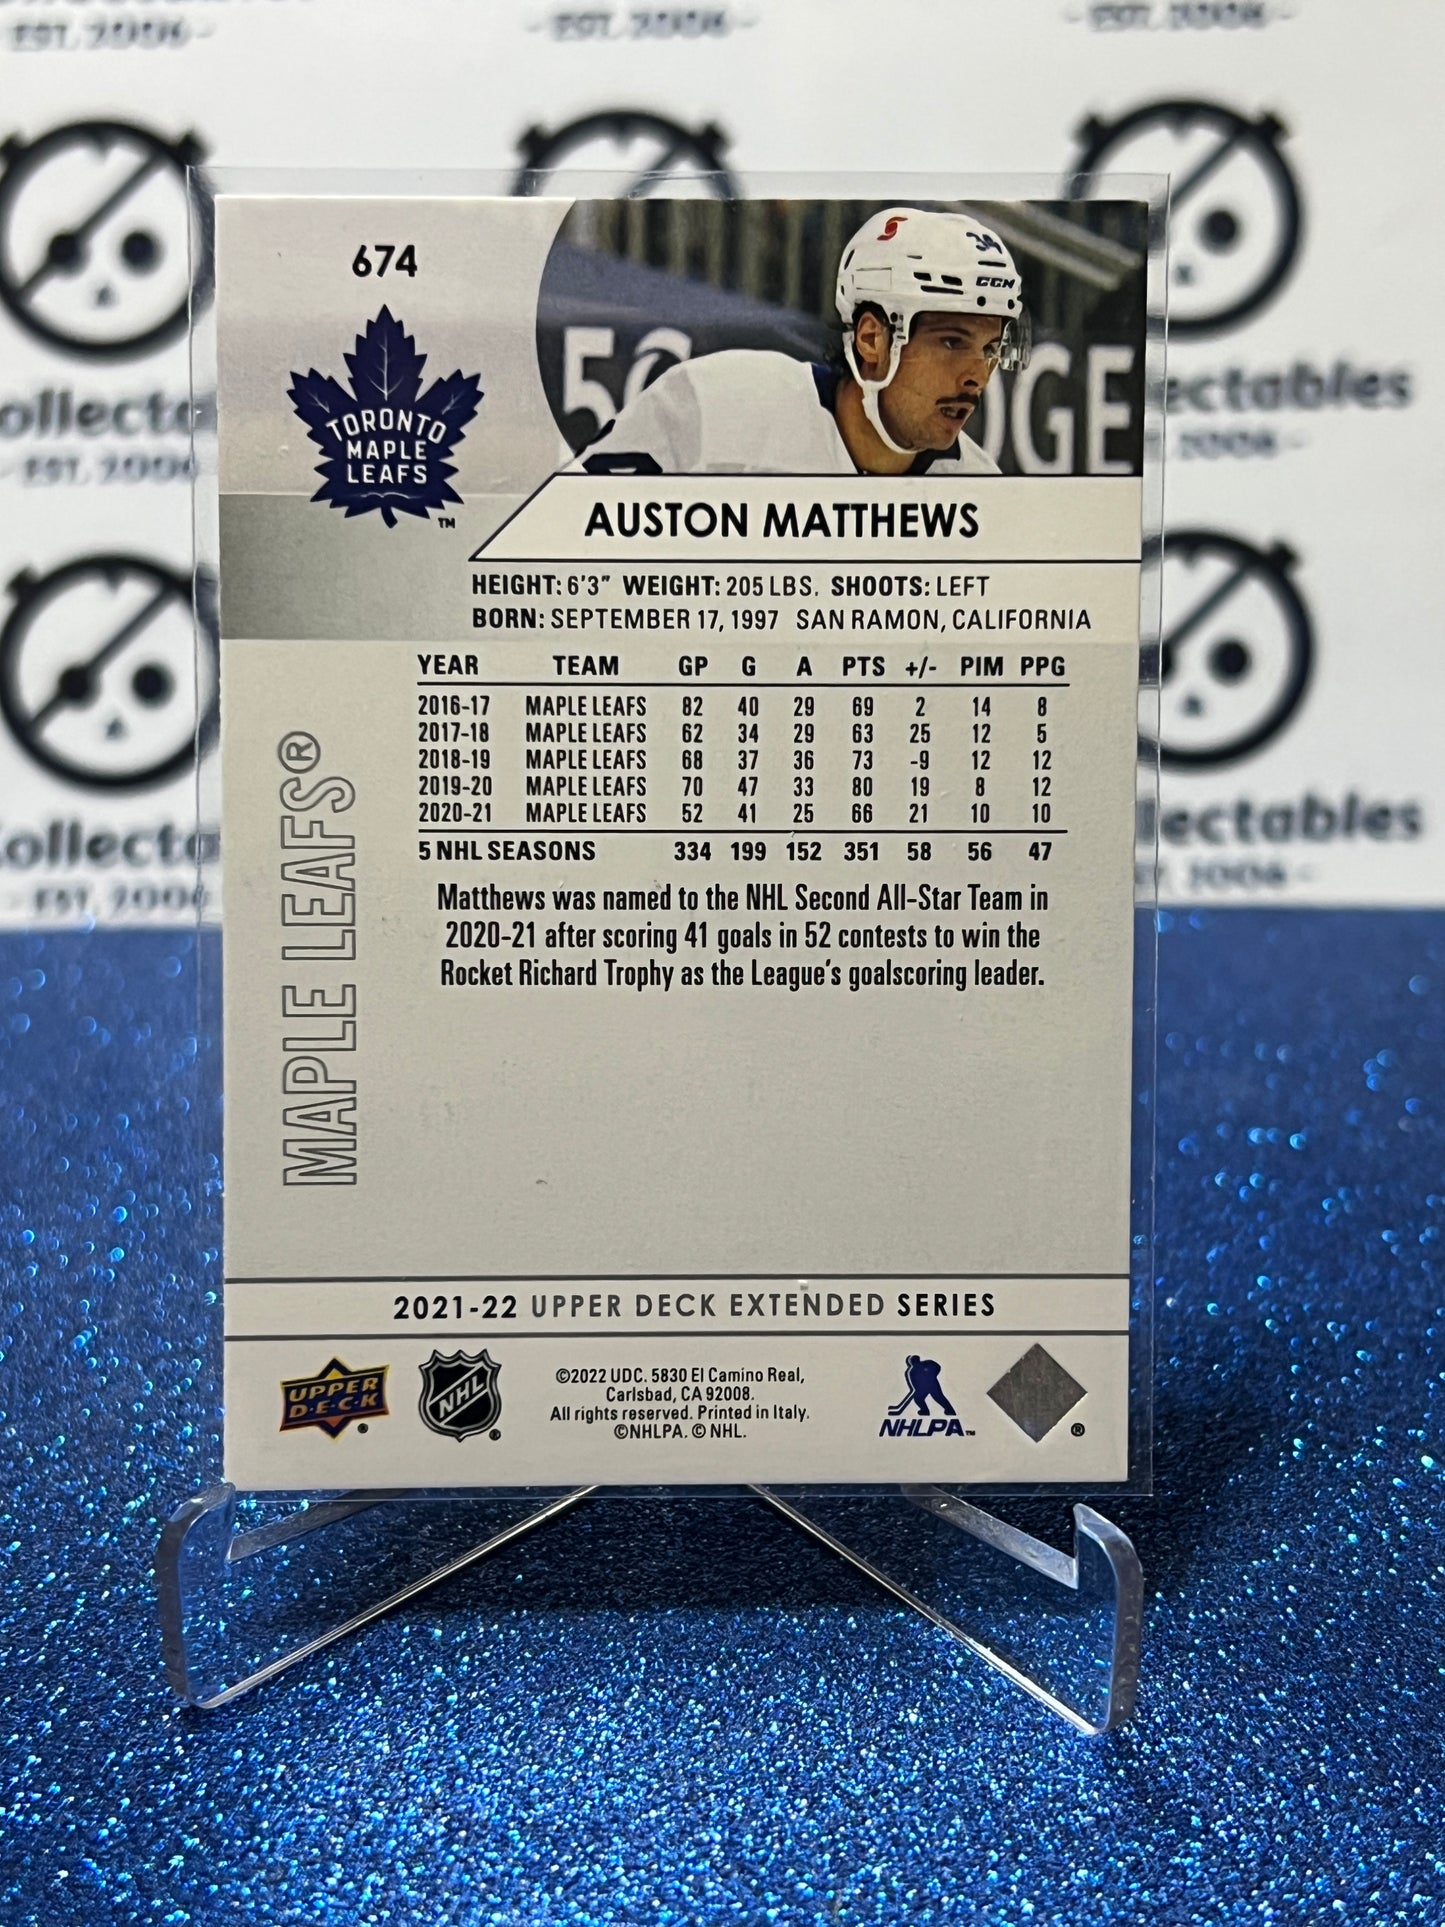 EST. 2006
EST. 2006
EST. 2006
674
TORONTO
MAPLE
LEAFS
™
34
CCM
AUSTON MATTHEWS
HEIGHT: 6'3" WEIGHT: 205 LBS. SHOOTS: LEFT
BORN: SEPTEMBER 17, 1997 SAN RAMON, CALIFORNIA
YEAR TEAM GP G A PTS +/- PIM PPG
2016-17 MAPLE LEAFS 82 40 29 69 2 14 8
2017-18 MAPLE LEAFS 62 34 29 63 25 12 5
2018-19 MAPLE LEAFS 68 37 36 73 -9 12 12
2019-20 MAPLE LEAFS 70 47 33 80 19 8 12
2020-21 MAPLE LEAFS 52 41 25 66 21 10 10
5 NHL SEASONS 334 199 152 351 58 56 47
Matthews was named to the NHL Second All-Star Team in
2020-21 after scoring 41 goals in 52 contests to win the
Rocket Richard Trophy as the League's goalscoring leader.
MAPLE LEAFS®
2021-22 UPPER DECK EXTENDED SERIES
UPPER
D·E·C·K
®
NHL
®
©2022 UDC. 5830 El Camino Real,
Carlsbad, CA 92008.
All rights reserved. Printed in Italy.
©NHLPA. © NHL.
NHLPA™
®